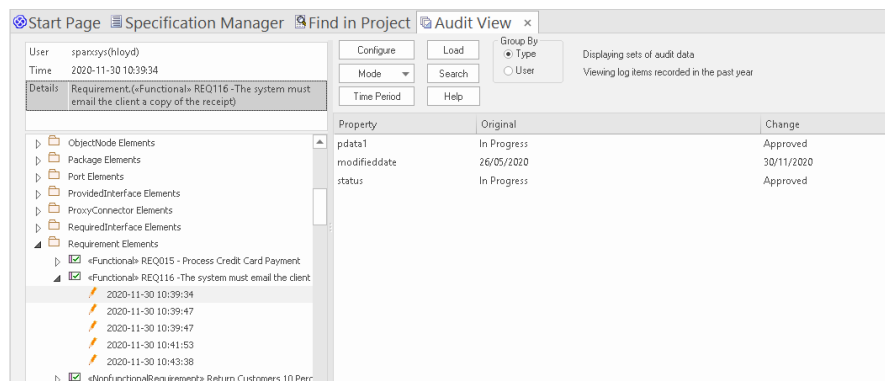 Start Page Specification Manager Find in Project Audit View ×
User sparxsys(hloyd)
Time 2020-11-30 10:39:34
Details Requirement.(«Functional» REQ116 -The system must
email the client a copy of the receipt)
Configure Load Group By
Type
User
Displaying sets of audit data
Mode Search Viewing log items recorded in the past year
Time Period Help
Property Original Change
pdata1 In Progress Approved
modifieddate 26/05/2020 30/11/2020
status In Progress Approved
ObjectNode Elements
Package Elements
Port Elements
ProvidedInterface Elements
ProxyConnector Elements
RequiredInterface Elements
Requirement Elements
«Functional» REQ015 - Process Credit Card Payment
«Functional» REQ116 -The system must email the client
2020-11-30 10:39:34
2020-11-30 10:39:47
2020-11-30 10:39:47
2020-11-30 10:41:53
2020-11-30 10:43:38
«NonfunctionalRequirement» Return Customers 10 Perc